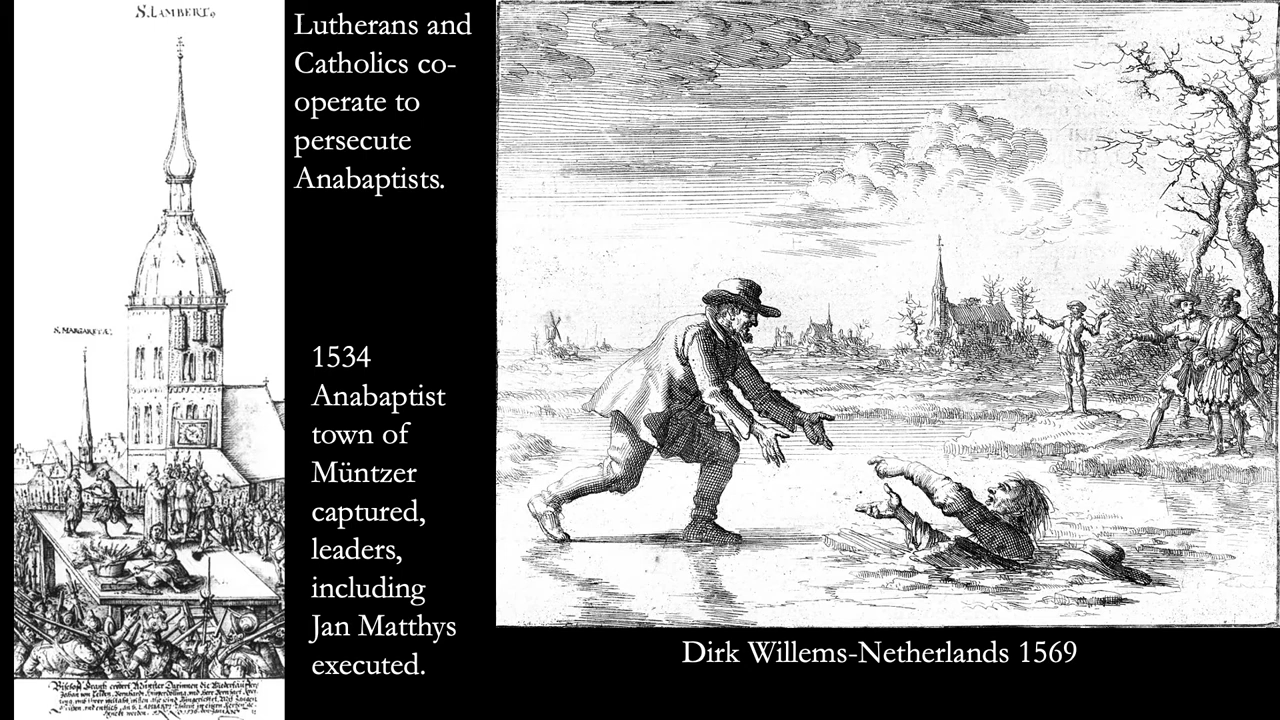 S. LAMBERT,
S. MARGARETA.
Lutherans and
Catholics co-
operate to
persecute
Anabaptists.
1534
Anabaptist
town of
Müntzer
captured,
leaders,
including
Jan Matthys
executed.
Dirk Willems-Netherlands 1569